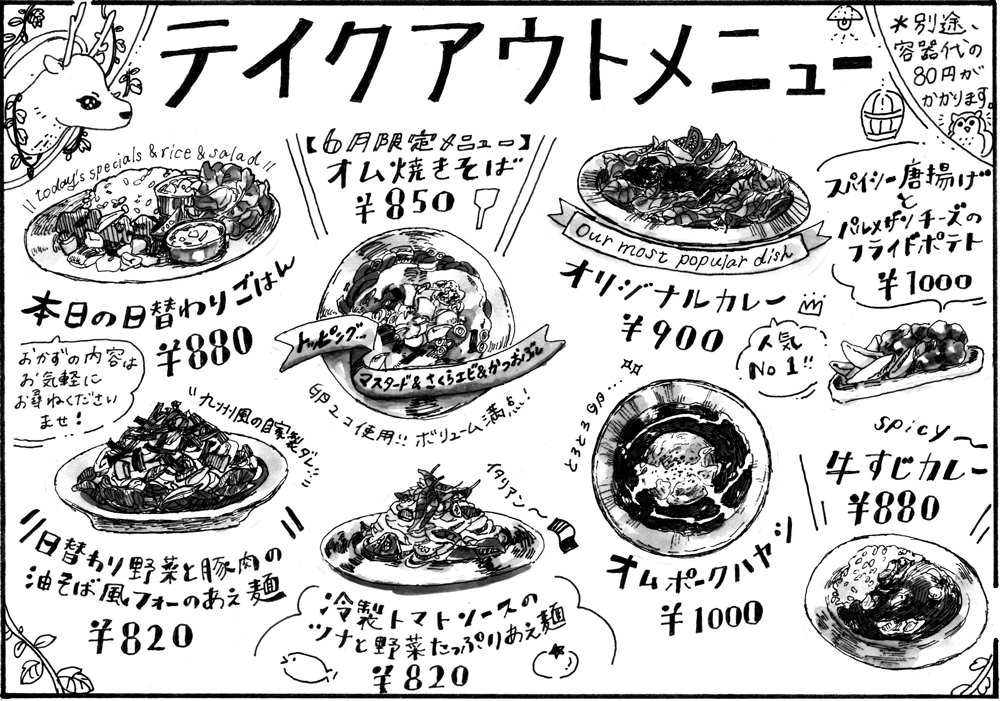 テイクアウトメニュー
*別途、
容器代の
80円が
かかります。
today's specials & rice & salad
本日の日替わりごはん
¥880
おかずの内容は
お気軽に
お尋ねください
ませ!
【6月限定メニュー】
オム焼きそば
¥850
トッピング…
マスタード&さくらエビ&かつおぶし
卵2コ使用!! ボリューム満点!
Our most popular dish
オリジナルカレー
¥900
人気
No1!!
スパイシー唐揚げ
と
パルメザンチーズの
フライドポテト
¥1000
"九州風の自家製ダレ!!"
日替わり野菜と豚肉の
油そば風フォーのあえ麺
¥820
イタリアン〜
冷製トマトソースの
ツナと野菜たっぷりあえ麺
¥820
とろとろ卵…
オムポークハヤシ
¥1000
spicy〜
牛すじカレー
¥880